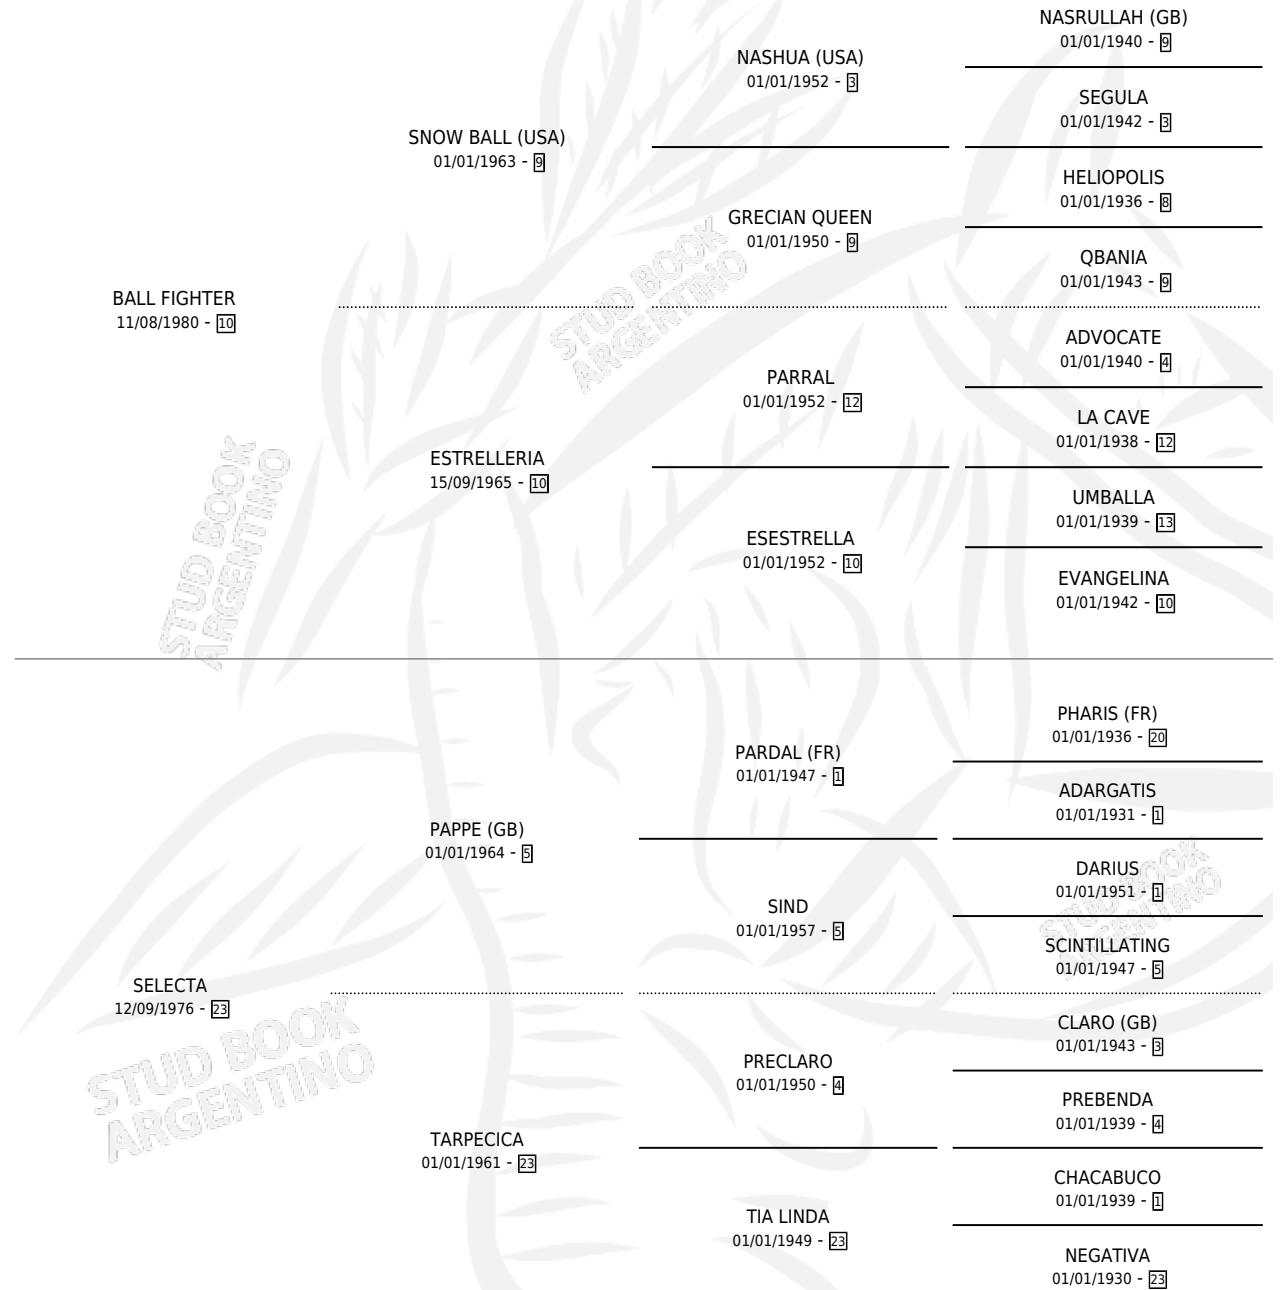 NASRULLAH (GB)
01/01/1940 - 9
NASHUA (USA)
01/01/1952 - 3
SEGULA
01/01/1942 - 3
SNOW BALL (USA)
01/01/1963 - 9
HELIOPOLIS
01/01/1936 - 8
GRECIAN QUEEN
01/01/1950 - 9
QBANIA
01/01/1943 - 9
BALL FIGHTER
11/08/1980 - 10
STUD BOOK
ARGENTINO
ADVOCATE
01/01/1940 - 4
PARRAL
01/01/1952 - 12
LA CAVE
01/01/1938 - 12
ESTRELLERIA
15/09/1965 - 10
UMBALLA
01/01/1939 - 13
ESESTRELLA
01/01/1952 - 10
EVANGELINA
01/01/1942 - 10
STUD BOOK
ARGENTINO
PHARIS (FR)
01/01/1936 - 20
PARDAL (FR)
01/01/1947 - 1
ADARGATIS
01/01/1931 - 1
PAPPE (GB)
01/01/1964 - 5
DARIUS
01/01/1951 - 1
STUD BOOK
ARGENTINO
SIND
01/01/1957 - 5
SCINTILLATING
01/01/1947 - 5
SELECTA
12/09/1976 - 23
CLARO (GB)
01/01/1943 - 3
STUD BOOK
ARGENTINO
PRECLARO
01/01/1950 - 4
PREBENDA
01/01/1939 - 4
TARPECICA
01/01/1961 - 23
CHACABUCO
01/01/1939 - 1
TIA LINDA
01/01/1949 - 23
NEGATIVA
01/01/1930 - 23